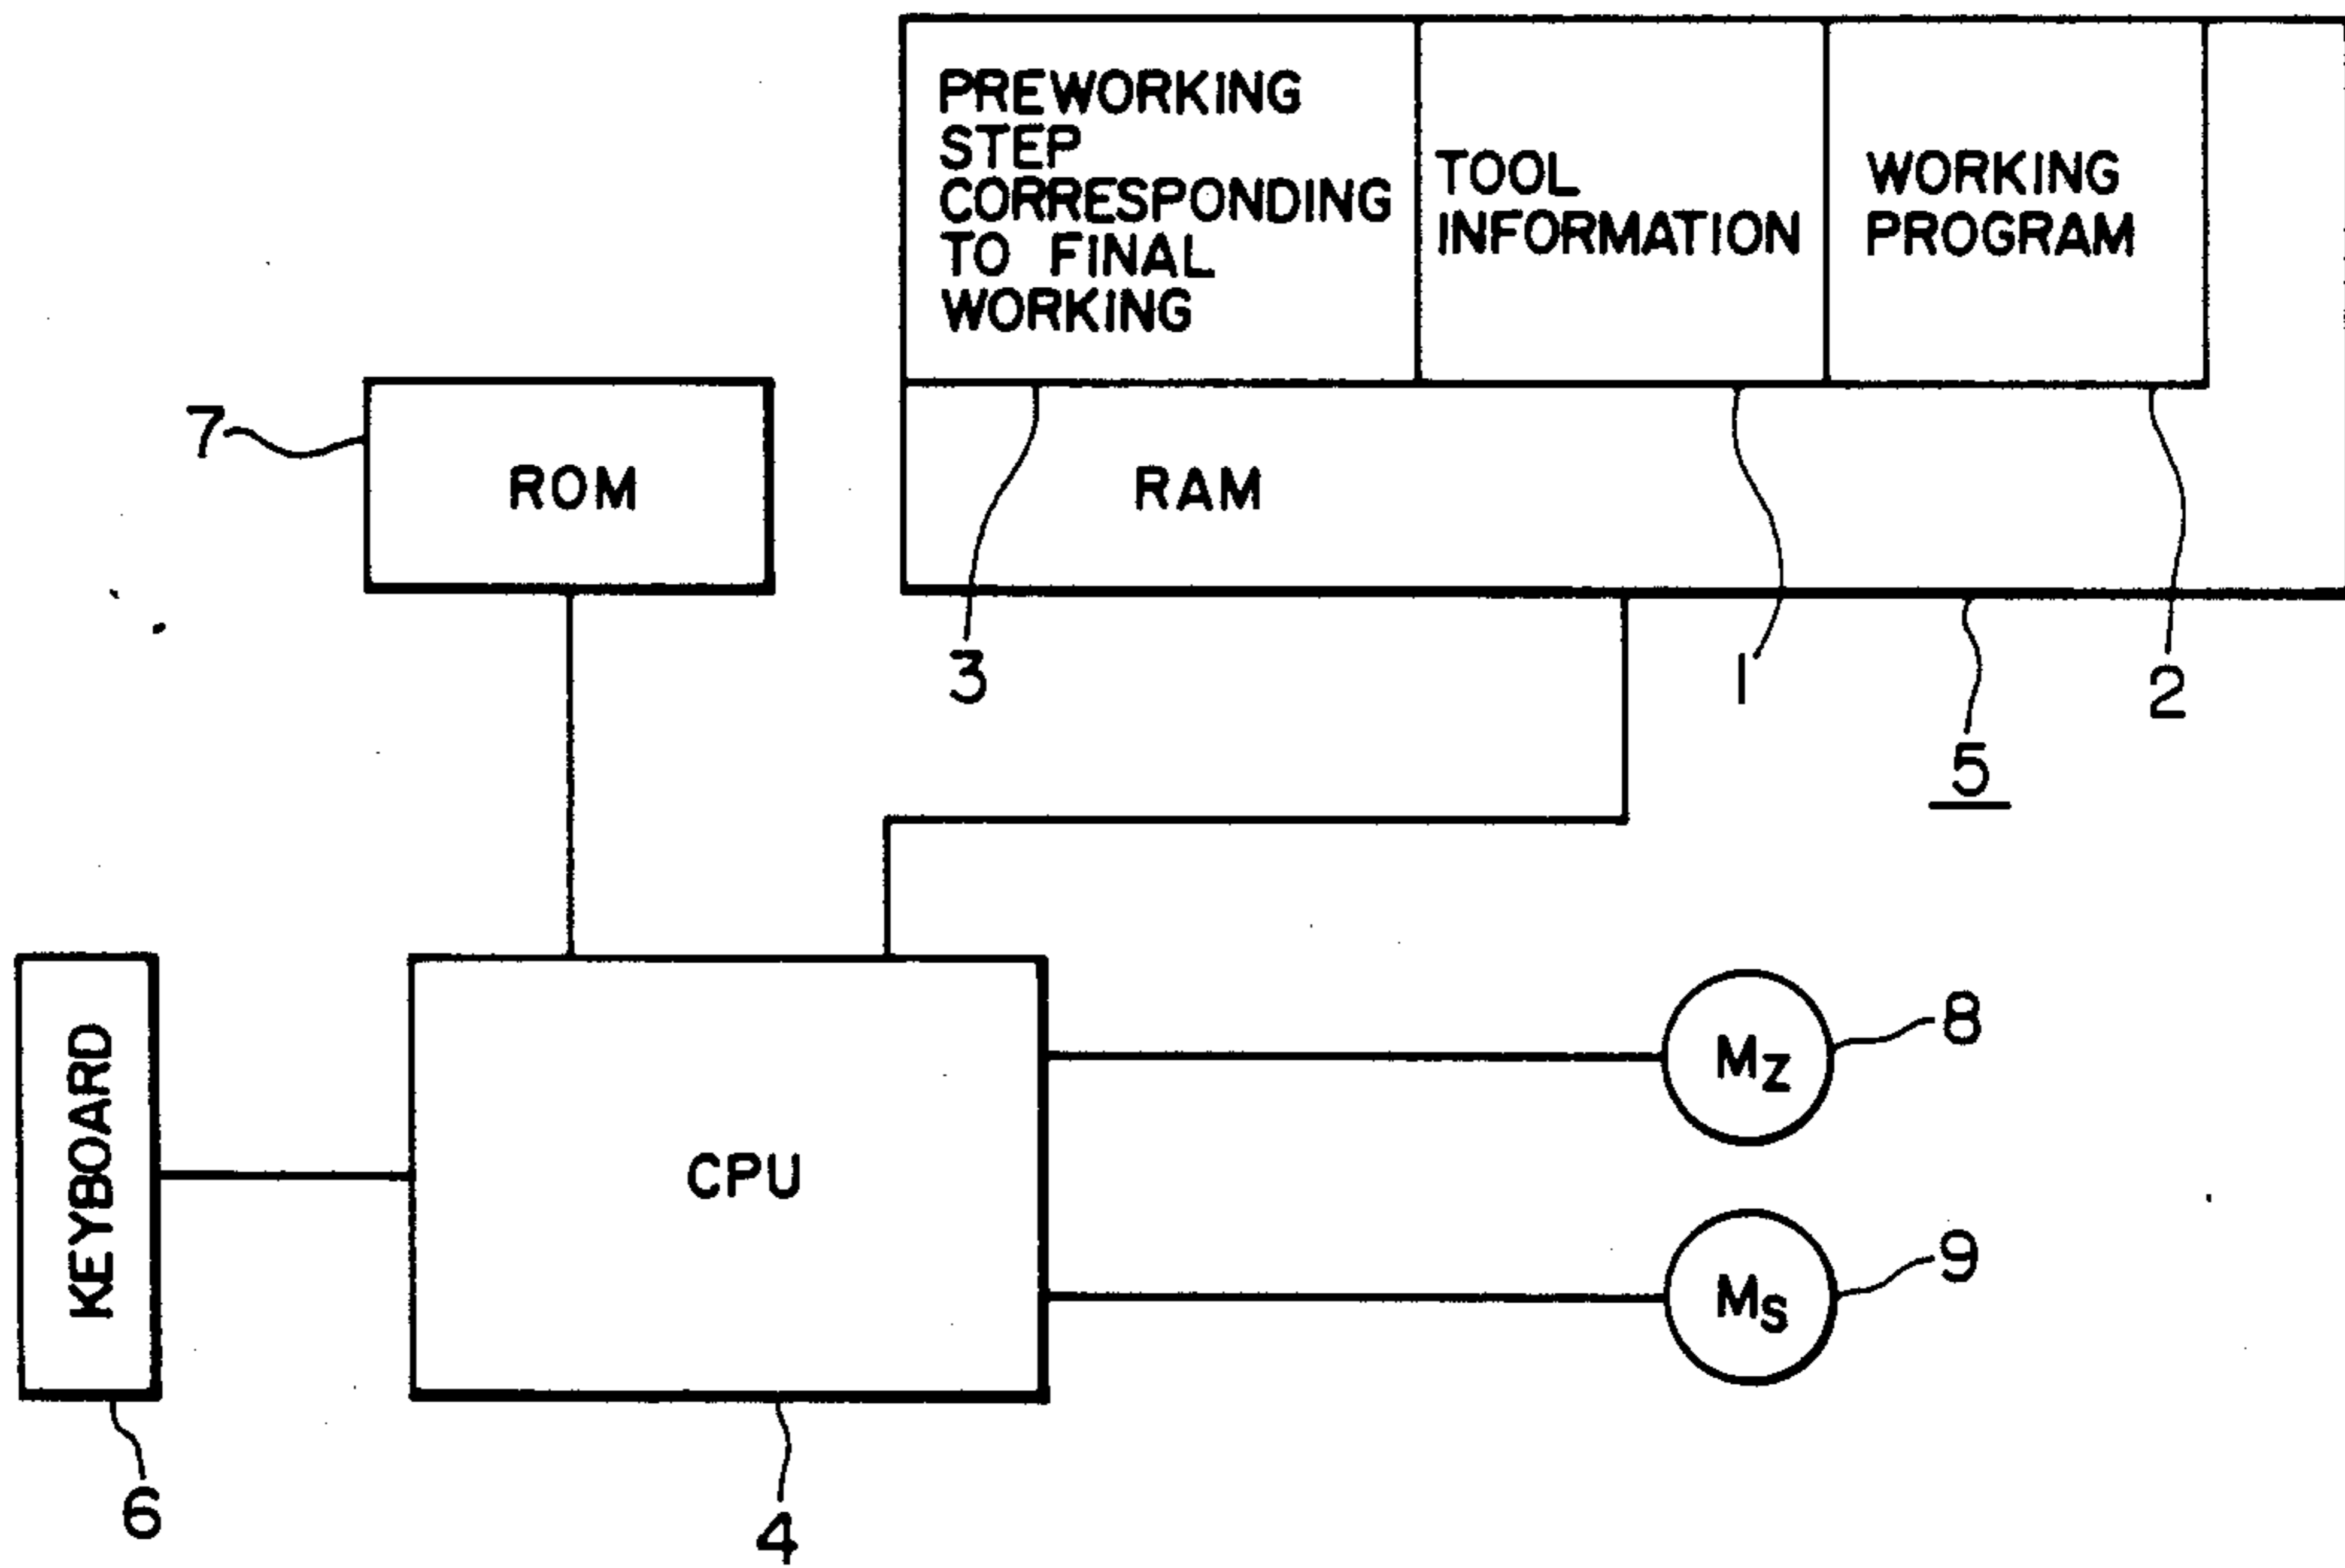 PREWORKING
STEP
CORRESPONDING
TO FINAL
WORKING
TOOL
INFORMATION
WORKING
PROGRAM
7
ROM
RAM
3
1
2
5
KEYBOARD
CPU
MZ
8
MS
9
6
4